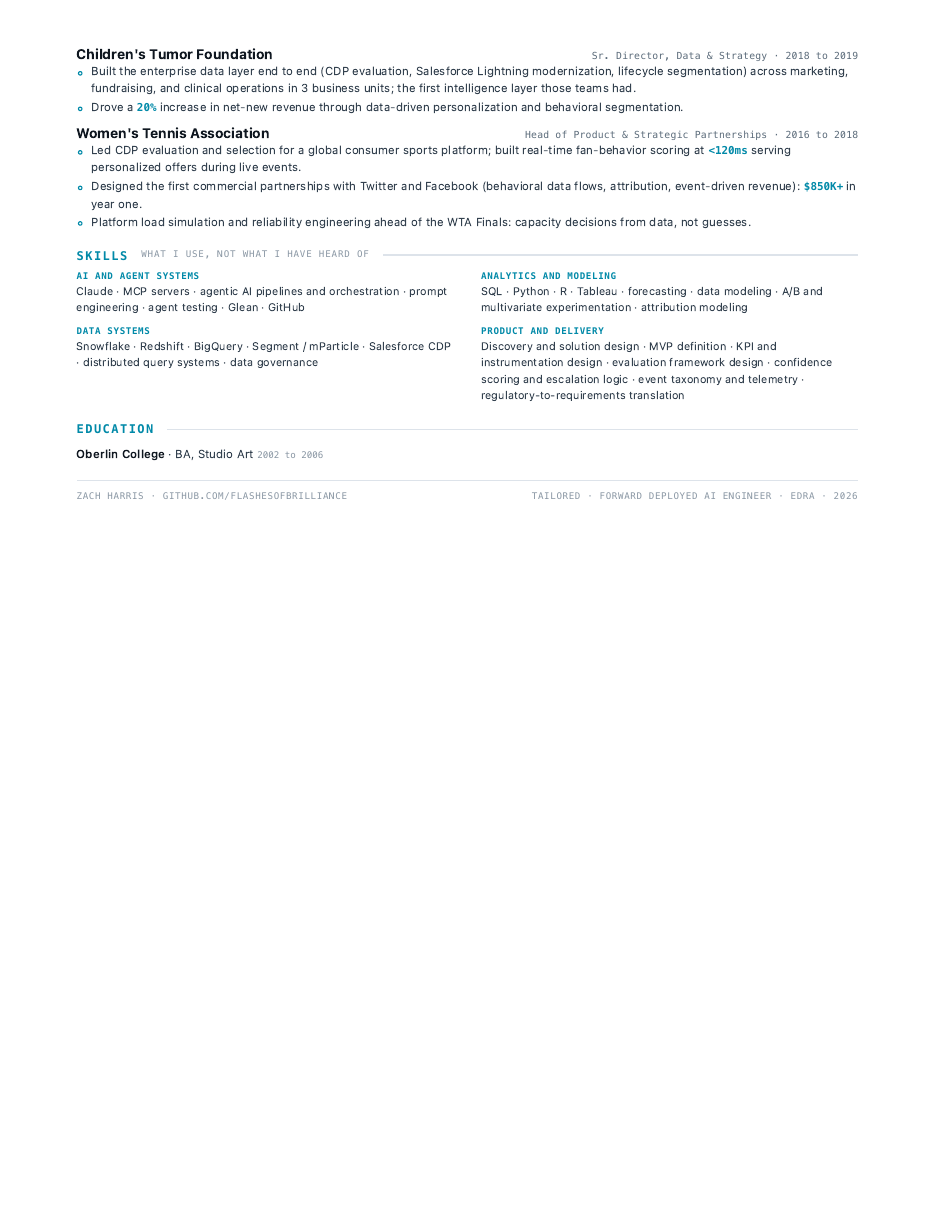 Children's Tumor Foundation Sr. Director, Data & Strategy · 2018 to 2019
Built the enterprise data layer end to end (CDP evaluation, Salesforce Lightning modernization, lifecycle segmentation) across marketing,
fundraising, and clinical operations in 3 business units; the first intelligence layer those teams had.
Drove a 20% increase in net-new revenue through data-driven personalization and behavioral segmentation.
Women's Tennis Association Head of Product & Strategic Partnerships · 2016 to 2018
Led CDP evaluation and selection for a global consumer sports platform; built real-time fan-behavior scoring at <120ms serving
personalized offers during live events.
Designed the first commercial partnerships with Twitter and Facebook (behavioral data flows, attribution, event-driven revenue): $850K+ in
year one.
Platform load simulation and reliability engineering ahead of the WTA Finals: capacity decisions from data, not guesses.
SKILLS WHAT I USE, NOT WHAT I HAVE HEARD OF
AI AND AGENT SYSTEMS
Claude · MCP servers · agentic AI pipelines and orchestration · prompt
engineering · agent testing · Glean · GitHub
ANALYTICS AND MODELING
SQL · Python · R · Tableau · forecasting · data modeling · A/B and
multivariate experimentation · attribution modeling
DATA SYSTEMS
Snowflake · Redshift · BigQuery · Segment / mParticle · Salesforce CDP
· distributed query systems · data governance
PRODUCT AND DELIVERY
Discovery and solution design · MVP definition · KPI and
instrumentation design · evaluation framework design · confidence
scoring and escalation logic · event taxonomy and telemetry ·
regulatory-to-requirements translation
EDUCATION
Oberlin College · BA, Studio Art 2002 to 2006
ZACH HARRIS · GITHUB.COM/FLASHESOFBRILLIANCE TAILORED · FORWARD DEPLOYED AI ENGINEER · EDRA · 2026